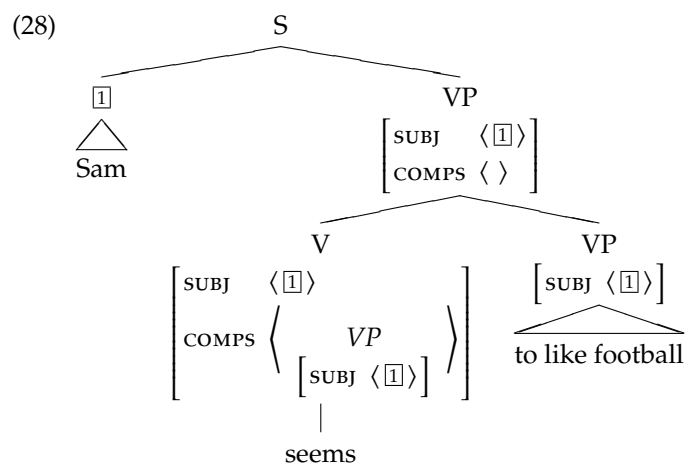 (28) S
1 VP
Sam
[SUBJ ⟨ 1 ⟩
COMPS ⟨ ⟩]
V VP
[SUBJ ⟨ 1 ⟩ [SUBJ ⟨ 1 ⟩]
COMPS ⟨ VP
[SUBJ ⟨ 1 ⟩] ⟩]
to like football
seems